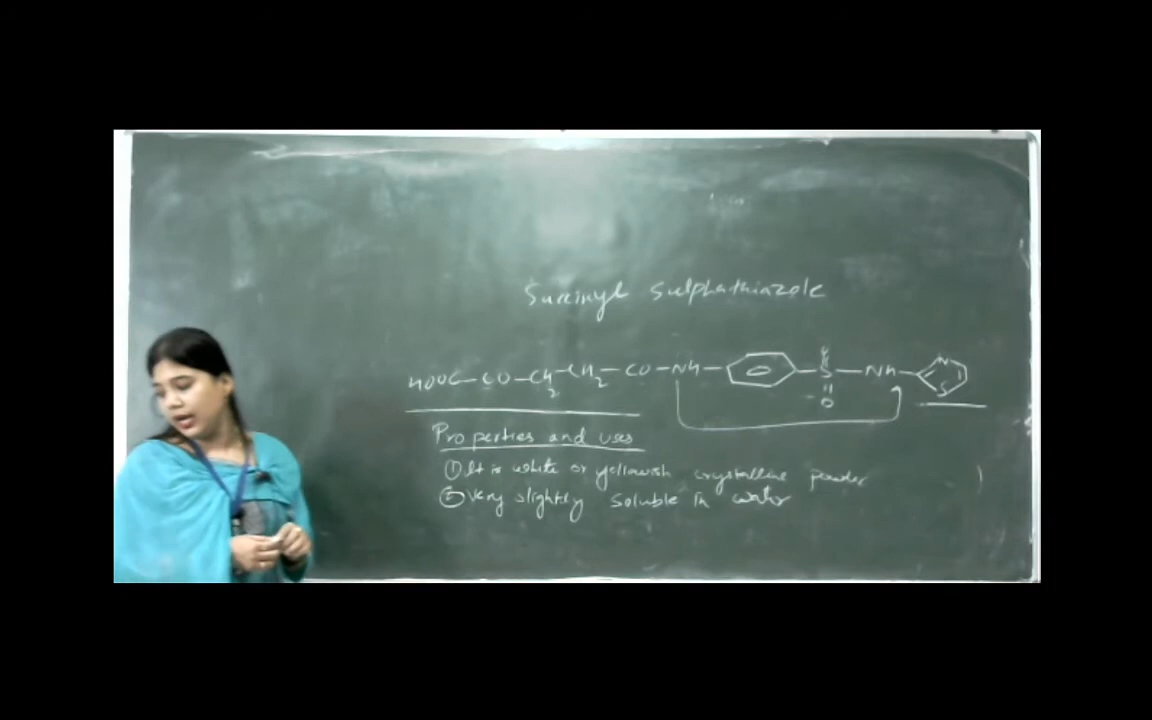 Succinyl Sulphathiazole
HOOC-CO-CH2-CH2-CO-NH- -S- NH- N
O
S
Properties and uses
① It is white or yellowish crystalline powder
② Very slightly soluble in water